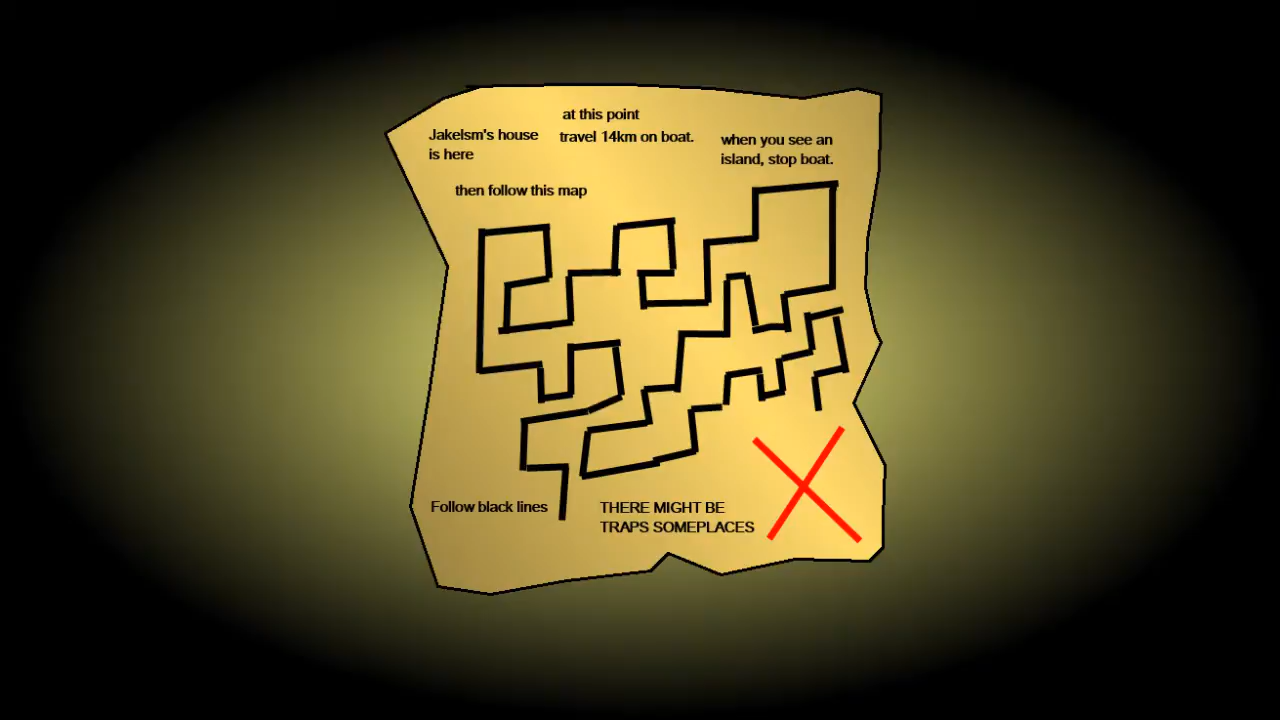 Jakelsm's house
is here
at this point
travel 14km on boat.
when you see an
island, stop boat.
then follow this map
Follow black lines
THERE MIGHT BE
TRAPS SOMEPLACES